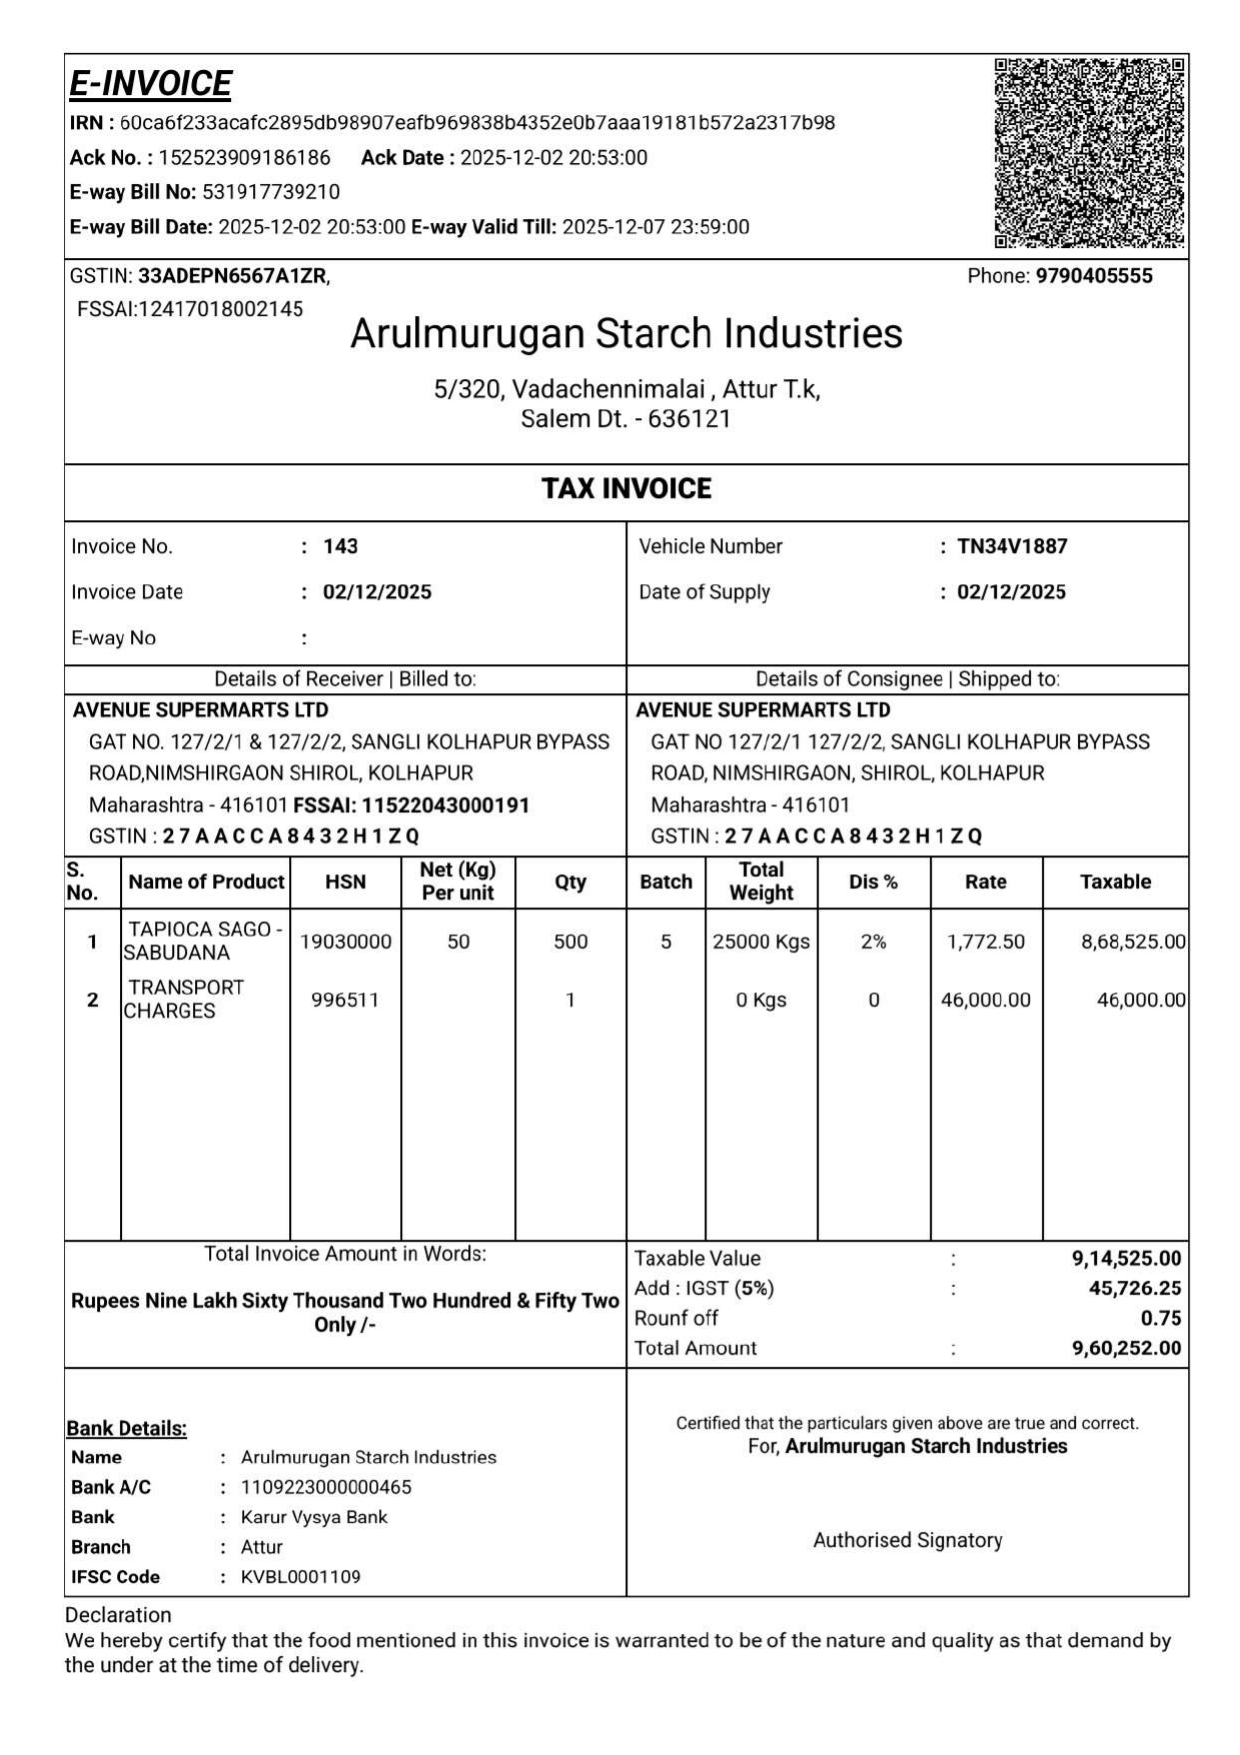 E-INVOICE
IRN : 60ca6f233acafc2895db98907eafb969838b4352e0b7aaa19181b572a2317b98
Ack No. : 152523909186186 Ack Date : 2025-12-02 20:53:00
E-way Bill No: 531917739210
E-way Bill Date: 2025-12-02 20:53:00 E-way Valid Till: 2025-12-07 23:59:00
GSTIN: 33ADEPN6567A1ZR, Phone: 9790405555
FSSAI:12417018002145
Arulmurugan Starch Industries
5/320, Vadachennimalai , Attur T.k,
Salem Dt. - 636121
TAX INVOICE
Invoice No. : 143 Vehicle Number : TN34V1887
Invoice Date : 02/12/2025 Date of Supply : 02/12/2025
E-way No :
Details of Receiver | Billed to: Details of Consignee | Shipped to:
AVENUE SUPERMARTS LTD
GAT NO. 127/2/1 & 127/2/2, SANGLI KOLHAPUR BYPASS
ROAD,NIMSHIRGAON SHIROL, KOLHAPUR
Maharashtra - 416101 FSSAI: 11522043000191
GSTIN : 2 7 A A C C A 8 4 3 2 H 1 Z Q
AVENUE SUPERMARTS LTD
GAT NO 127/2/1 127/2/2, SANGLI KOLHAPUR BYPASS
ROAD, NIMSHIRGAON, SHIROL, KOLHAPUR
Maharashtra - 416101
GSTIN : 2 7 A A C C A 8 4 3 2 H 1 Z Q
S. No. Name of Product HSN Net (Kg) Per unit Qty Batch Total Weight Dis % Rate Taxable
1 TAPIOCA SAGO - SABUDANA 19030000 50 500 5 25000 Kgs 2% 1,772.50 8,68,525.00
2 TRANSPORT CHARGES 996511 1 0 Kgs 0 46,000.00 46,000.00
Total Invoice Amount in Words:
Rupees Nine Lakh Sixty Thousand Two Hundred & Fifty Two
Only /-
Taxable Value : 9,14,525.00
Add : IGST (5%) : 45,726.25
Rounf off 0.75
Total Amount : 9,60,252.00
Bank Details:
Name : Arulmurugan Starch Industries
Bank A/C : 1109223000000465
Bank : Karur Vysya Bank
Branch : Attur
IFSC Code : KVBL0001109
Certified that the particulars given above are true and correct.
For, Arulmurugan Starch Industries
Authorised Signatory
Declaration
We hereby certify that the food mentioned in this invoice is warranted to be of the nature and quality as that demand by
the under at the time of delivery.